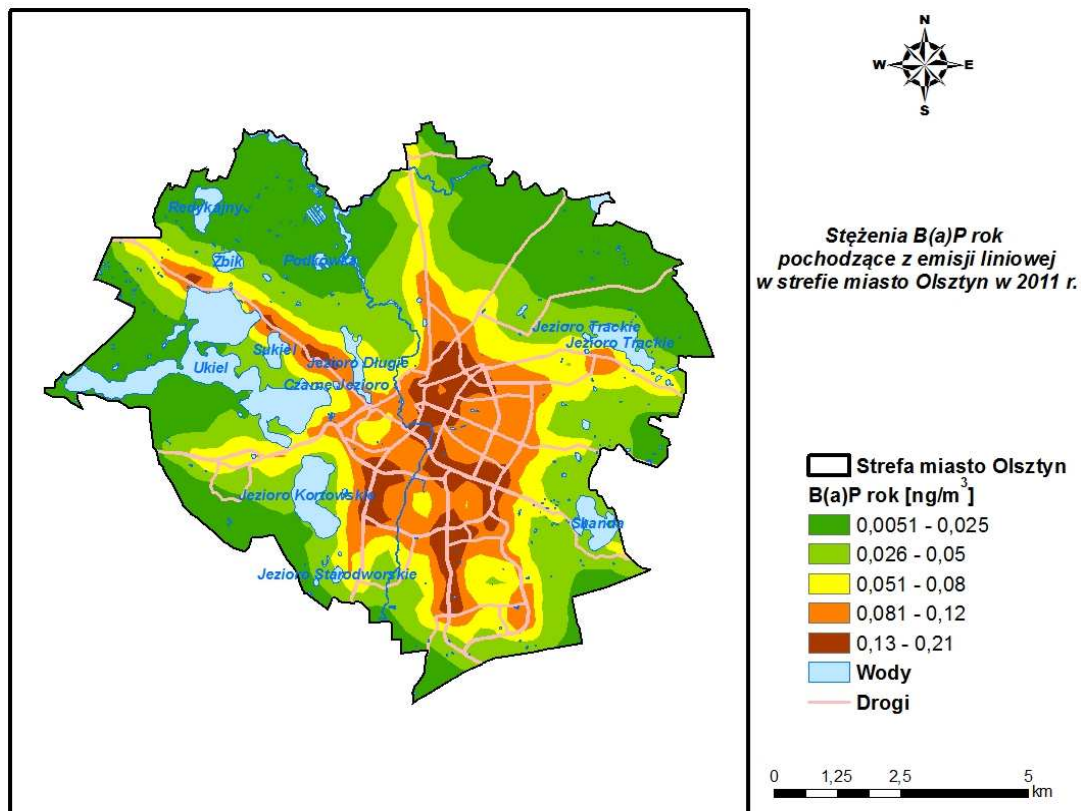 N
W E
S
Stężenia B(a)P rok
pochodzące z emisji liniowej
w strefie miasto Olsztyn w 2011 r.
Redykajny
Żbik
Podkówka
Jezioro Trackie
Jezioro Trackie
Sukiel
Jezioro Długie
Ukiel
Czarne Jezioro
Jezioro Kortowskie
Skanda
Jezioro Starodworskie
Strefa miasto Olsztyn
B(a)P rok [ng/m³]
0,0051 - 0,025
0,026 - 0,05
0,051 - 0,08
0,081 - 0,12
0,13 - 0,21
Wody
Drogi
0 1,25 2,5 5
km